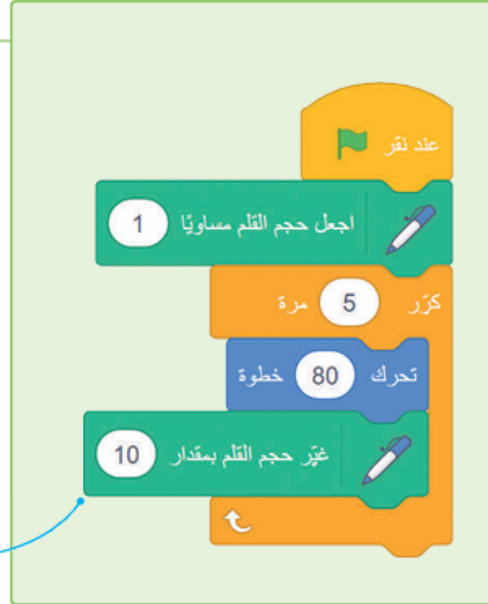 عند نقر
اجعل حجم القلم مساويًا 1
كرّر 5 مرة
تحرك 80 خطوة
غيّر حجم القلم بمقدار 10